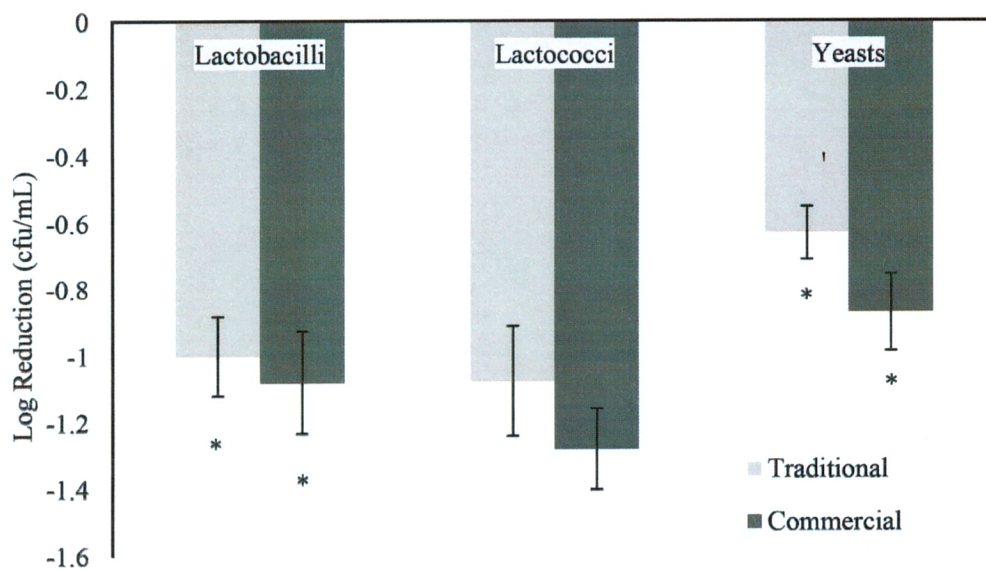 0
-0.2
-0.4
-0.6
-0.8
-1
-1.2
-1.4
-1.6
Log Reduction (cfu/mL)
Lactobacilli
Lactococci
Yeasts
*
*
*
*
Traditional
Commercial